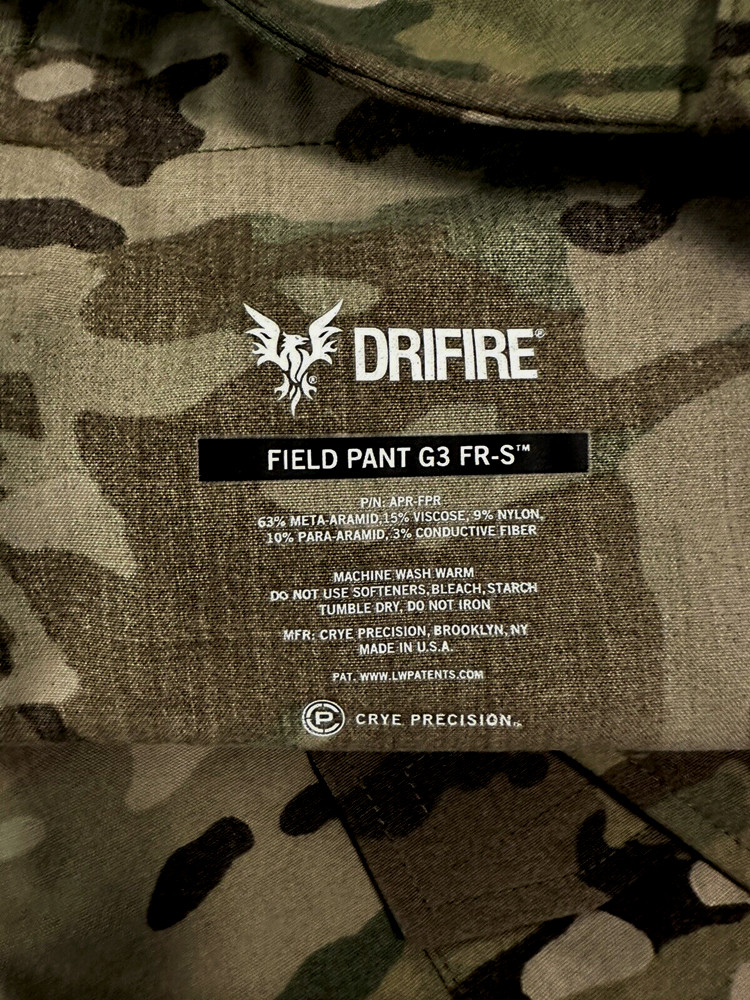 DRIFIRE®
FIELD PANT G3 FR-S™
P/N: APR-FPR
63% META-ARAMID,15% VISCOSE, 9% NYLON,
10% PARA-ARAMID, 3% CONDUCTIVE FIBER
MACHINE WASH WARM
DO NOT USE SOFTENERS,BLEACH,STARCH
TUMBLE DRY, DO NOT IRON
MFR: CRYE PRECISION, BROOKLYN, NY
MADE IN U.S.A.
PAT. WWW.LWPATENTS.COM
CP CRYE PRECISION™